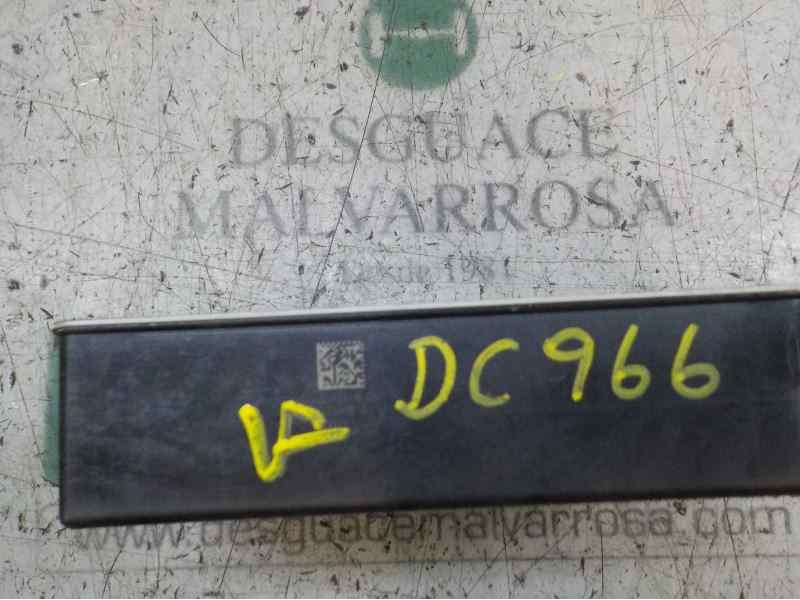 DESGUACE
MALVARROSA
Desde 1981
DC966
www.desguacemalvarrosa.com